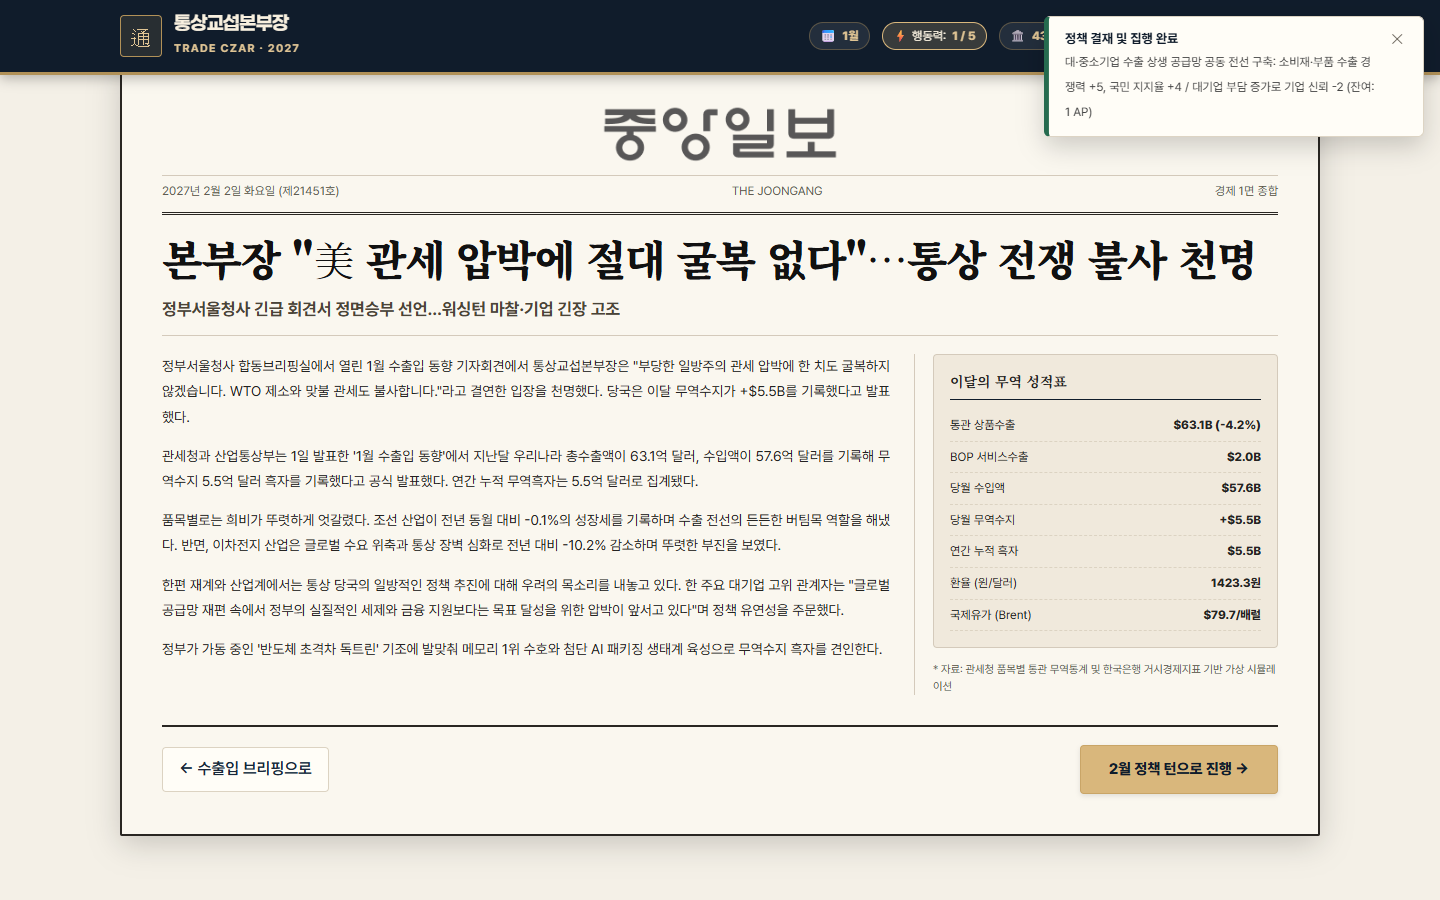 通
통상교섭본부장
TRADE CZAR · 2027
1월
행동력: 1 / 5
43
정책 결재 및 집행 완료
대·중소기업 수출 상생 공급망 공동 전선 구축: 소비재·부품 수출 경
쟁력 +5, 국민 지지율 +4 / 대기업 부담 증가로 기업 신뢰 -2 (잔여:
1 AP)
중앙일보
2027년 2월 2일 화요일 (제21451호)
THE JOONGANG
경제 1면 종합
본부장 "美 관세 압박에 절대 굴복 없다"…통상 전쟁 불사 천명
정부서울청사 긴급 회견서 정면승부 선언...워싱턴 마찰·기업 긴장 고조
정부서울청사 합동브리핑실에서 열린 1월 수출입 동향 기자회견에서 통상교섭본부장은 "부당한 일방주의 관세 압박에 한 치도 굴복하지
않겠습니다. WTO 제소와 맞불 관세도 불사합니다."라고 결연한 입장을 천명했다. 당국은 이달 무역수지가 +$5.5B를 기록했다고 발표
했다.
관세청과 산업통상부는 1일 발표한 '1월 수출입 동향'에서 지난달 우리나라 총수출액이 63.1억 달러, 수입액이 57.6억 달러를 기록해 무
역수지 5.5억 달러 흑자를 기록했다고 공식 발표했다. 연간 누적 무역흑자는 5.5억 달러로 집계됐다.
품목별로는 희비가 뚜렷하게 엇갈렸다. 조선 산업이 전년 동월 대비 -0.1%의 성장세를 기록하며 수출 전선의 든든한 버팀목 역할을 해냈
다. 반면, 이차전지 산업은 글로벌 수요 위축과 통상 장벽 심화로 전년 대비 -10.2% 감소하며 뚜렷한 부진을 보였다.
한편 재계와 산업계에서는 통상 당국의 일방적인 정책 추진에 대해 우려의 목소리를 내놓고 있다. 한 주요 대기업 고위 관계자는 "글로벌
공급망 재편 속에서 정부의 실질적인 세제와 금융 지원보다는 목표 달성을 위한 압박이 앞서고 있다"며 정책 유연성을 주문했다.
정부가 가동 중인 '반도체 초격차 독트린' 기조에 발맞춰 메모리 1위 수호와 첨단 AI 패키징 생태계 육성으로 무역수지 흑자를 견인한다.
이달의 무역 성적표
통관 상품수출 $63.1B (-4.2%)
BOP 서비스수출 $2.0B
당월 수입액 $57.6B
당월 무역수지 +$5.5B
연간 누적 흑자 $5.5B
환율 (원/달러) 1423.3원
국제유가 (Brent) $79.7/배럴
* 자료: 관세청 품목별 통관 무역통계 및 한국은행 거시경제지표 기반 가상 시뮬레
이션
← 수출입 브리핑으로
2월 정책 턴으로 진행 →